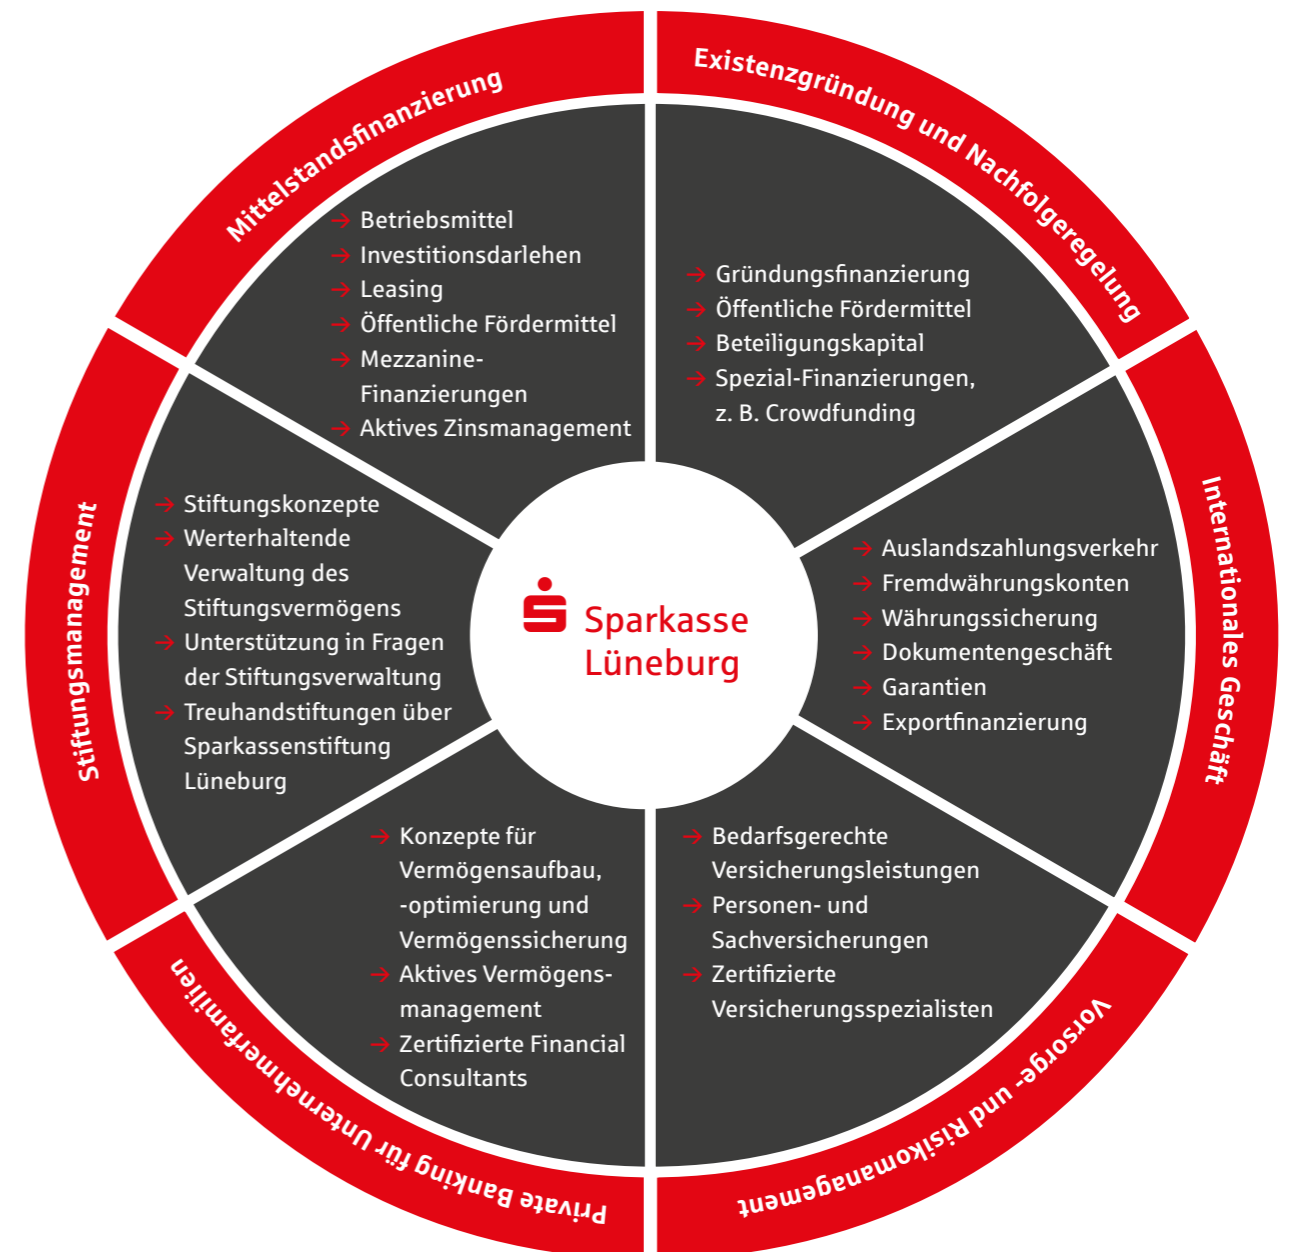 Mittelstandsfinanzierung
Betriebsmittel
Investitionsdarlehen
Leasing
Öffentliche Fördermittel
Mezzanine-
Finanzierungen
Aktives Zinsmanagement
Existenzgründung und Nachfolgeregelung
Gründungsfinanzierung
Öffentliche Fördermittel
Beteiligungskapital
Spezial-Finanzierungen,
z. B. Crowdfunding
Internationales Geschäft
Auslandszahlungsverkehr
Fremdwährungskonten
Währungssicherung
Dokumentengeschäft
Garantien
Exportfinanzierung
Vorsorge- und Risikomanagement
Bedarfsgerechte
Versicherungsleistungen
Personen- und
Sachversicherungen
Zertifizierte
Versicherungsspezialisten
Private Banking für Unternehmerfamilien
Konzepte für
Vermögensaufbau,
-optimierung und
Vermögenssicherung
Aktives Vermögens-
management
Zertifizierte Financial
Consultants
Stiftungsmanagement
Stiftungskonzepte
Werterhaltende
Verwaltung des
Stiftungsvermögens
Unterstützung in Fragen
der Stiftungsverwaltung
Treuhandstiftungen über
Sparkassenstiftung
Lüneburg
Sparkasse
Lüneburg